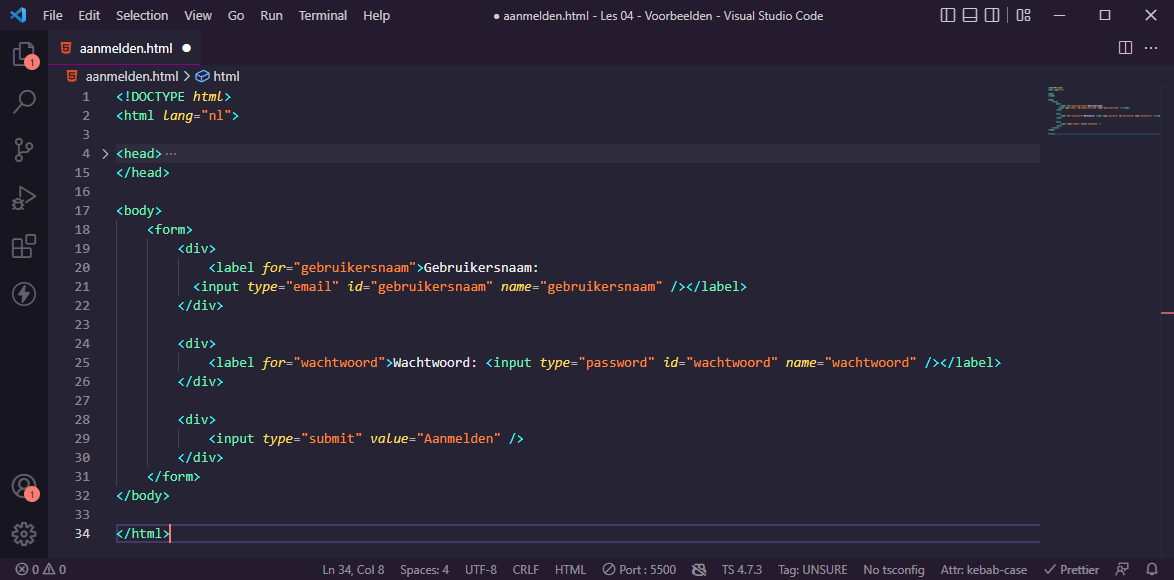 File Edit Selection View Go Run Terminal Help ● aanmelden.html - Les 04 - Voorbeelden - Visual Studio Code
aanmelden.html ●
aanmelden.html > html
1 <!DOCTYPE html>
2 <html lang="nl">
3
4 <head> ···
15 </head>
16
17 <body>
18 <form>
19 <div>
20 <label for="gebruikersnaam">Gebruikersnaam:
21 <input type="email" id="gebruikersnaam" name="gebruikersnaam" /></label>
22 </div>
23
24 <div>
25 <label for="wachtwoord">Wachtwoord: <input type="password" id="wachtwoord" name="wachtwoord" /></label>
26 </div>
27
28 <div>
29 <input type="submit" value="Aanmelden" />
30 </div>
31 </form>
32 </body>
33
34 </html>
1
1
0 0 Ln 34, Col 8 Spaces: 4 UTF-8 CRLF HTML Port : 5500 TS 4.7.3 Tag: UNSURE No tsconfig Attr: kebab-case Prettier